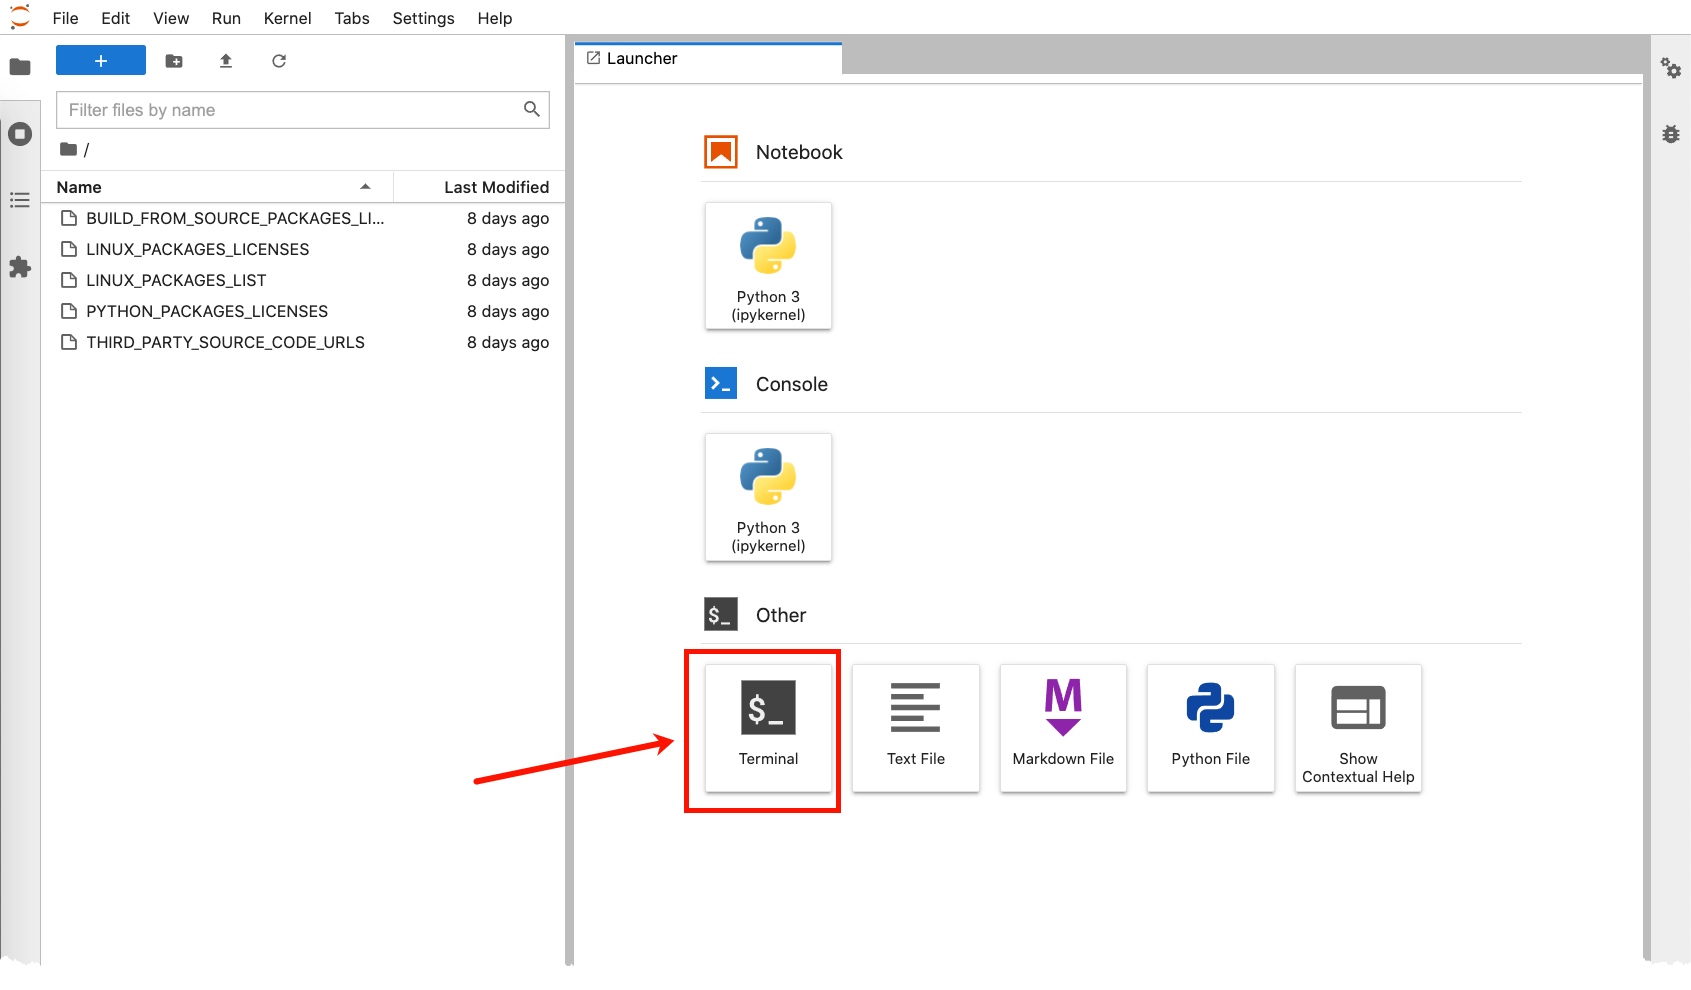 File Edit View Run Kernel Tabs Settings Help
+
Filter files by name
/
Name Last Modified
BUILD_FROM_SOURCE_PACKAGES_LI... 8 days ago
LINUX_PACKAGES_LICENSES 8 days ago
LINUX_PACKAGES_LIST 8 days ago
PYTHON_PACKAGES_LICENSES 8 days ago
THIRD_PARTY_SOURCE_CODE_URLS 8 days ago
Launcher
Notebook
Python 3
(ipykernel)
Console
Python 3
(ipykernel)
$_ Other
$_
Terminal
Text File
M
Markdown File
Python File
Show
Contextual Help